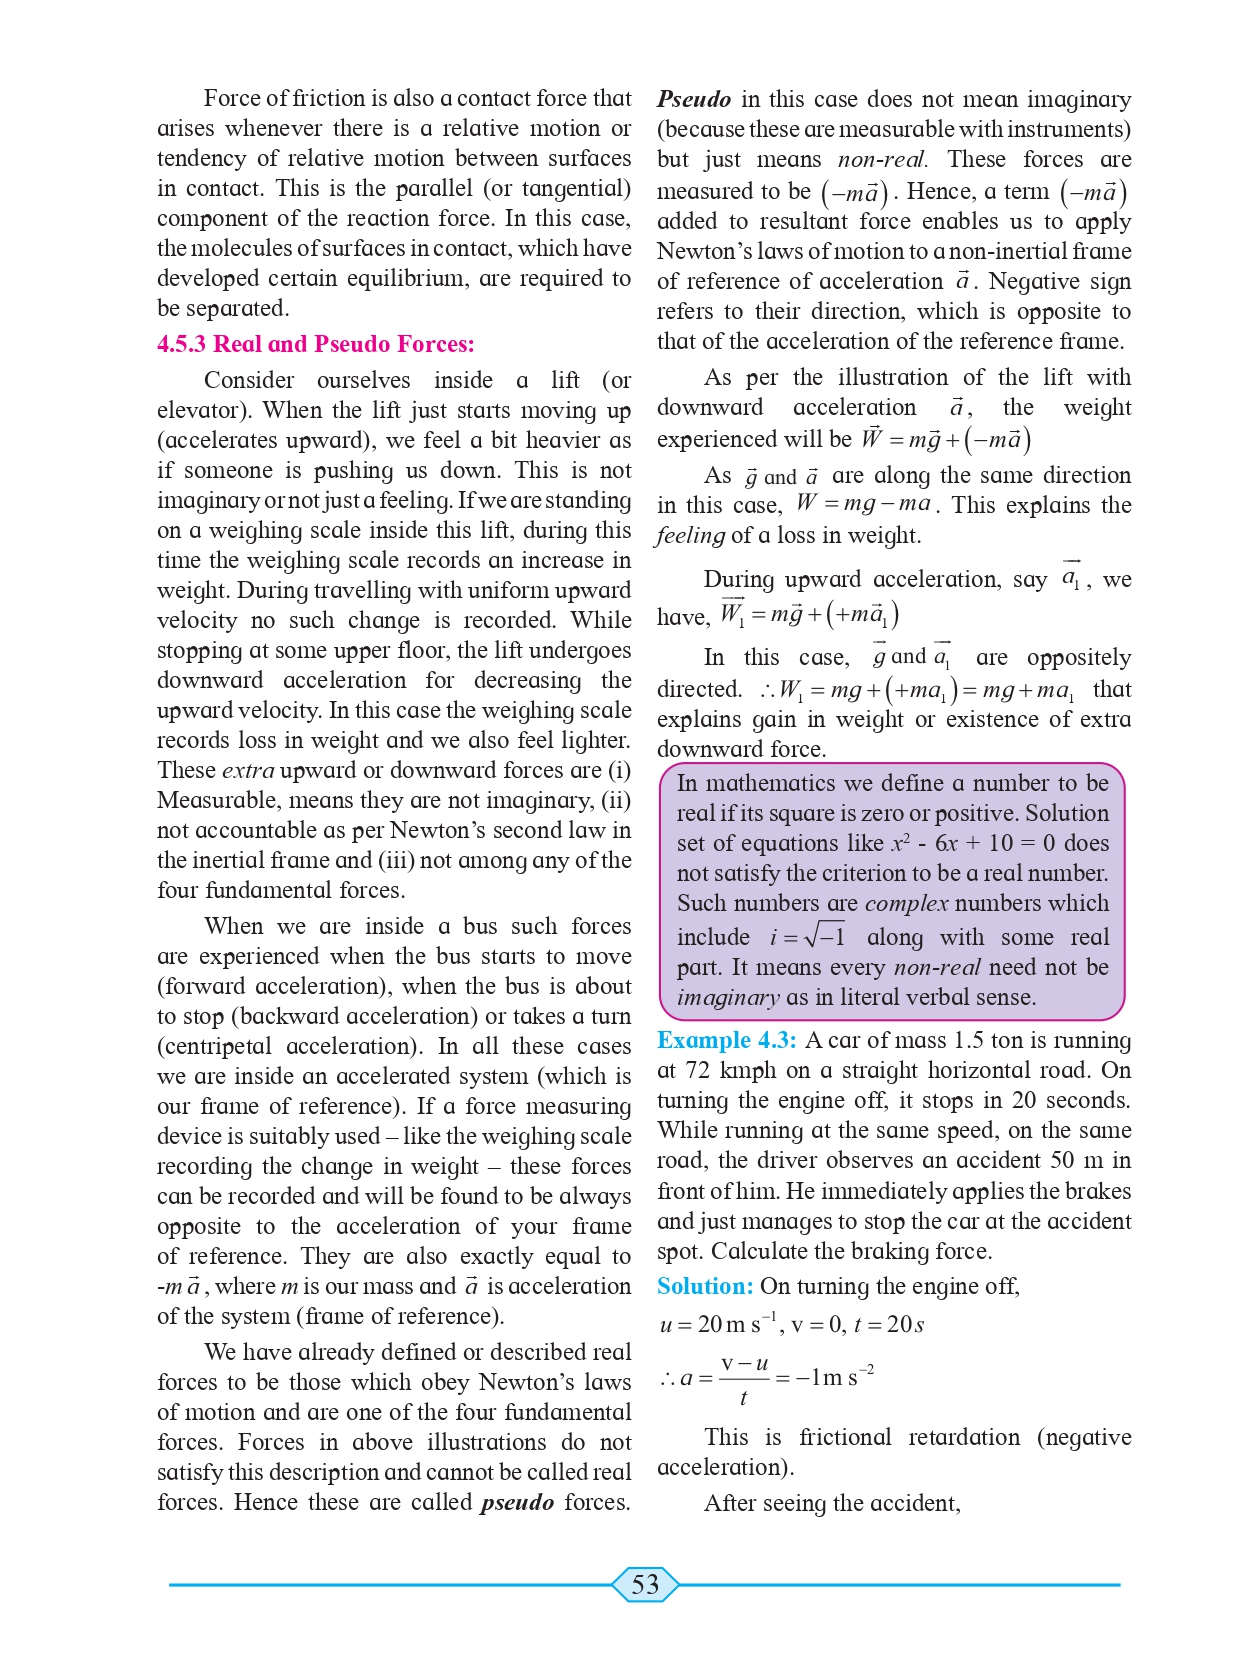 Force of friction is also a contact force that
arises whenever there is a relative motion or
tendency of relative motion between surfaces
in contact. This is the parallel (or tangential)
component of the reaction force. In this case,
the molecules of surfaces in contact, which have
developed certain equilibrium, are required to
be separated.
4.5.3 Real and Pseudo Forces:
Consider ourselves inside a lift (or
elevator). When the lift just starts moving up
(accelerates upward), we feel a bit heavier as
if someone is pushing us down. This is not
imaginary or not just a feeling. If we are standing
on a weighing scale inside this lift, during this
time the weighing scale records an increase in
weight. During travelling with uniform upward
velocity no such change is recorded. While
stopping at some upper floor, the lift undergoes
downward acceleration for decreasing the
upward velocity. In this case the weighing scale
records loss in weight and we also feel lighter.
These extra upward or downward forces are (i)
Measurable, means they are not imaginary, (ii)
not accountable as per Newton’s second law in
the inertial frame and (iii) not among any of the
four fundamental forces.
When we are inside a bus such forces
are experienced when the bus starts to move
(forward acceleration), when the bus is about
to stop (backward acceleration) or takes a turn
(centripetal acceleration). In all these cases
we are inside an accelerated system (which is
our frame of reference). If a force measuring
device is suitably used – like the weighing scale
recording the change in weight – these forces
can be recorded and will be found to be always
opposite to the acceleration of your frame
of reference. They are also exactly equal to
-m a⃗, where m is our mass and a⃗ is acceleration
of the system (frame of reference).
We have already defined or described real
forces to be those which obey Newton’s laws
of motion and are one of the four fundamental
forces. Forces in above illustrations do not
satisfy this description and cannot be called real
forces. Hence these are called pseudo forces.
Pseudo in this case does not mean imaginary
(because these are measurable with instruments)
but just means non-real. These forces are
measured to be (−ma⃗). Hence, a term (−ma⃗)
added to resultant force enables us to apply
Newton’s laws of motion to a non-inertial frame
of reference of acceleration a⃗. Negative sign
refers to their direction, which is opposite to
that of the acceleration of the reference frame.
As per the illustration of the lift with
downward acceleration a⃗, the weight
experienced will be W⃗ = mg⃗ + (−ma⃗)
As g⃗ and a⃗ are along the same direction
in this case, W = mg − ma. This explains the
feeling of a loss in weight.
During upward acceleration, say a⃗₁, we
have, W⃗₁ = mg⃗ + (+ma⃗₁)
In this case, g⃗ and a⃗₁ are oppositely
directed. ∴ W₁ = mg + (+ma₁) = mg + ma₁ that
explains gain in weight or existence of extra
downward force.
In mathematics we define a number to be
real if its square is zero or positive. Solution
set of equations like x² - 6x + 10 = 0 does
not satisfy the criterion to be a real number.
Such numbers are complex numbers which
include i = √−1 along with some real
part. It means every non-real need not be
imaginary as in literal verbal sense.
Example 4.3: A car of mass 1.5 ton is running
at 72 kmph on a straight horizontal road. On
turning the engine off, it stops in 20 seconds.
While running at the same speed, on the same
road, the driver observes an accident 50 m in
front of him. He immediately applies the brakes
and just manages to stop the car at the accident
spot. Calculate the braking force.
Solution: On turning the engine off,
u = 20 m s⁻¹, v = 0, t = 20s
∴ a = (v − u)/t = −1m s⁻²
This is frictional retardation (negative
acceleration).
After seeing the accident,
53